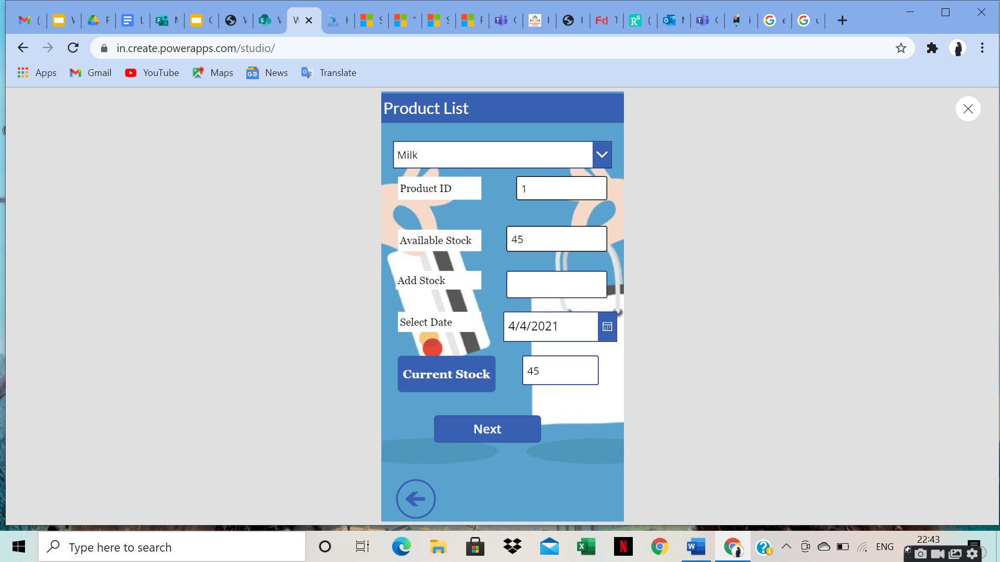 in.create.powerapps.com/studio/
Apps Gmail YouTube Maps News Translate
Product List
Milk
Product ID 1
Available Stock 45
Add Stock
Select Date 4/4/2021
Current Stock 45
Next
Type here to search
ENG
22:43